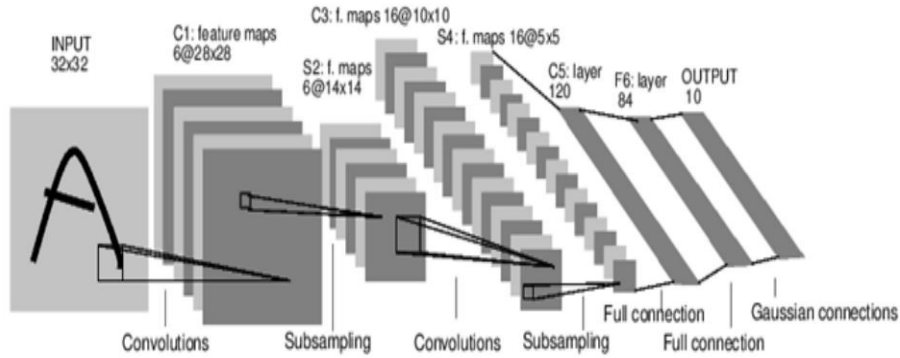 INPUT
32x32
C1: feature maps
6@28x28
S2: f. maps
6@14x14
C3: f. maps 16@10x10
S4: f. maps 16@5x5
C5: layer
120
F6: layer
84
OUTPUT
10
Convolutions
Subsampling
Convolutions
Subsampling
Full connection
Full connection
Gaussian connections
A